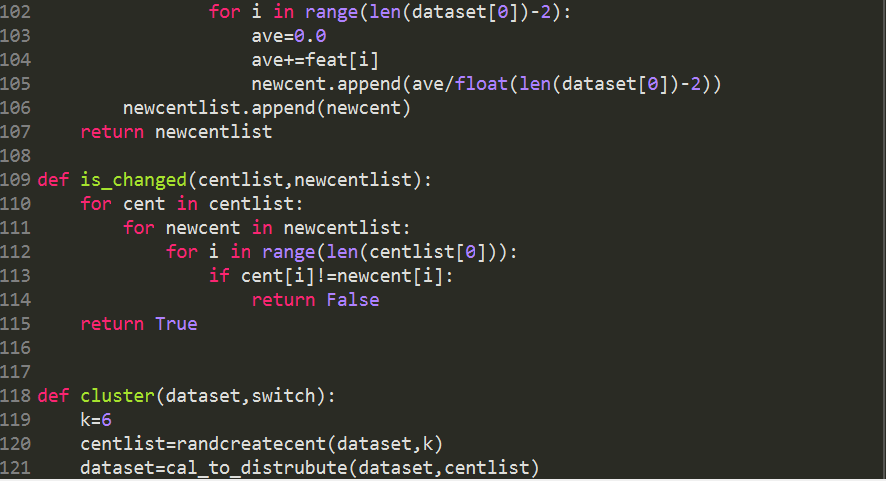 102                 for i in range(len(dataset[0])-2):
103                     ave=0.0
104                     ave+=feat[i]
105                     newcent.append(ave/float(len(dataset[0])-2))
106         newcentlist.append(newcent)
107     return newcentlist
108
109 def is_changed(centlist,newcentlist):
110     for cent in centlist:
111         for newcent in newcentlist:
112             for i in range(len(centlist[0])):
113                 if cent[i]!=newcent[i]:
114                     return False
115     return True
116
117
118 def cluster(dataset,switch):
119     k=6
120     centlist=randcreatecent(dataset,k)
121     dataset=cal_to_distrubute(dataset,centlist)